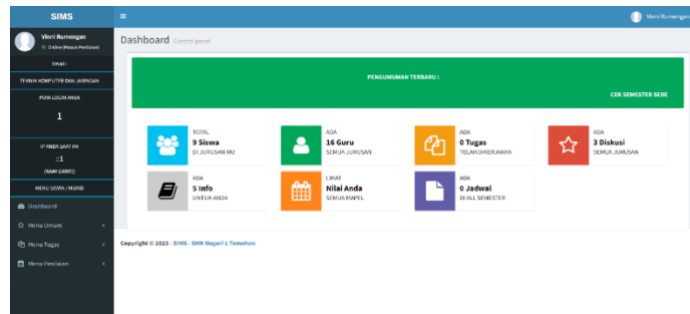 SIMS
Vinni Rumengan
Vinni Rumengan
Online (Masuk Penilaian)
Email :
TEKNIK KOMPUTER DAN JARINGAN
POIN LOGIN ANDA
1
IP ANDA SAAT INI
::1
MENU SISWA / MURID
Dashboard
Menu Umum
Menu Tugas
Menu Penilaian
Dashboard Control panel
PENGUMUMAN TERBARU :
CEK SEMESTER SEBE
TOTAL
9 Siswa
DI JURUSAN MU
ADA
16 Guru
SEMUA JURUSAN
ADA
0 Tugas
TELAH DIKERJAKAN
ADA
3 Diskusi
SEMUA JURUSAN
ADA
5 Info
UNTUK ANDA
LIHAT
Nilai Anda
SEMUA MAPEL
ADA
0 Jadwal
DI ALL SEMESTER
Copyright © 2023 - SIMS - SMK Negeri 1 Tomohon